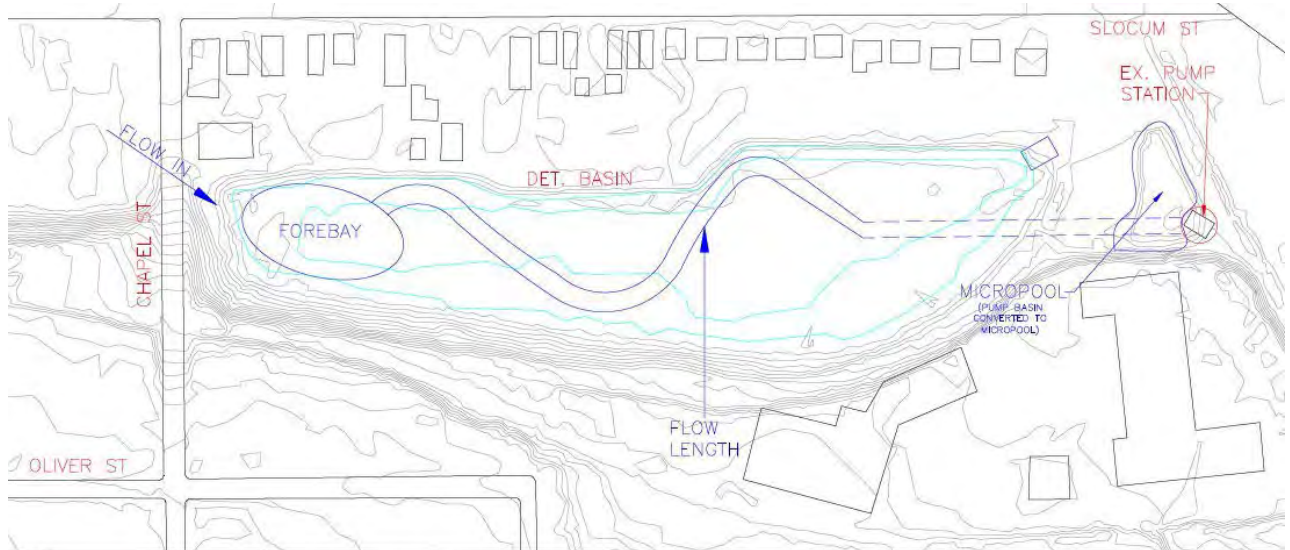 SLOCUM ST
EX. PUMP
STATION
FLOW IN
DET. BASIN
FOREBAY
CHAPEL ST
MICROPOOL
(PUMP BASIN
CONVERTED TO
MICROPOOL)
FLOW
LENGTH
OLIVER ST